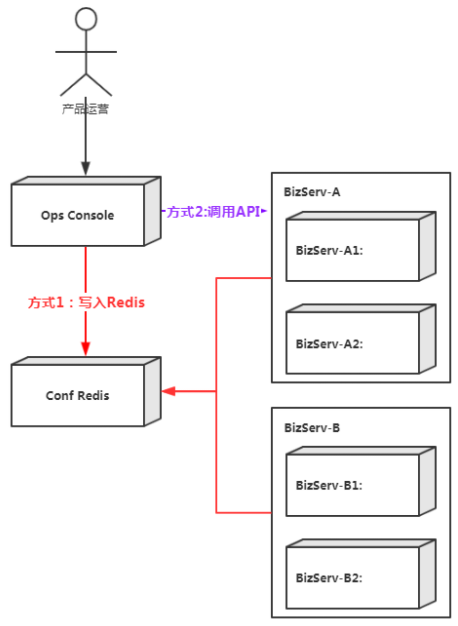 产品运营
Ops Console
方式2:调用API
BizServ-A
BizServ-A1:
方式1：写入Redis
BizServ-A2:
Conf Redis
BizServ-B
BizServ-B1:
BizServ-B2: